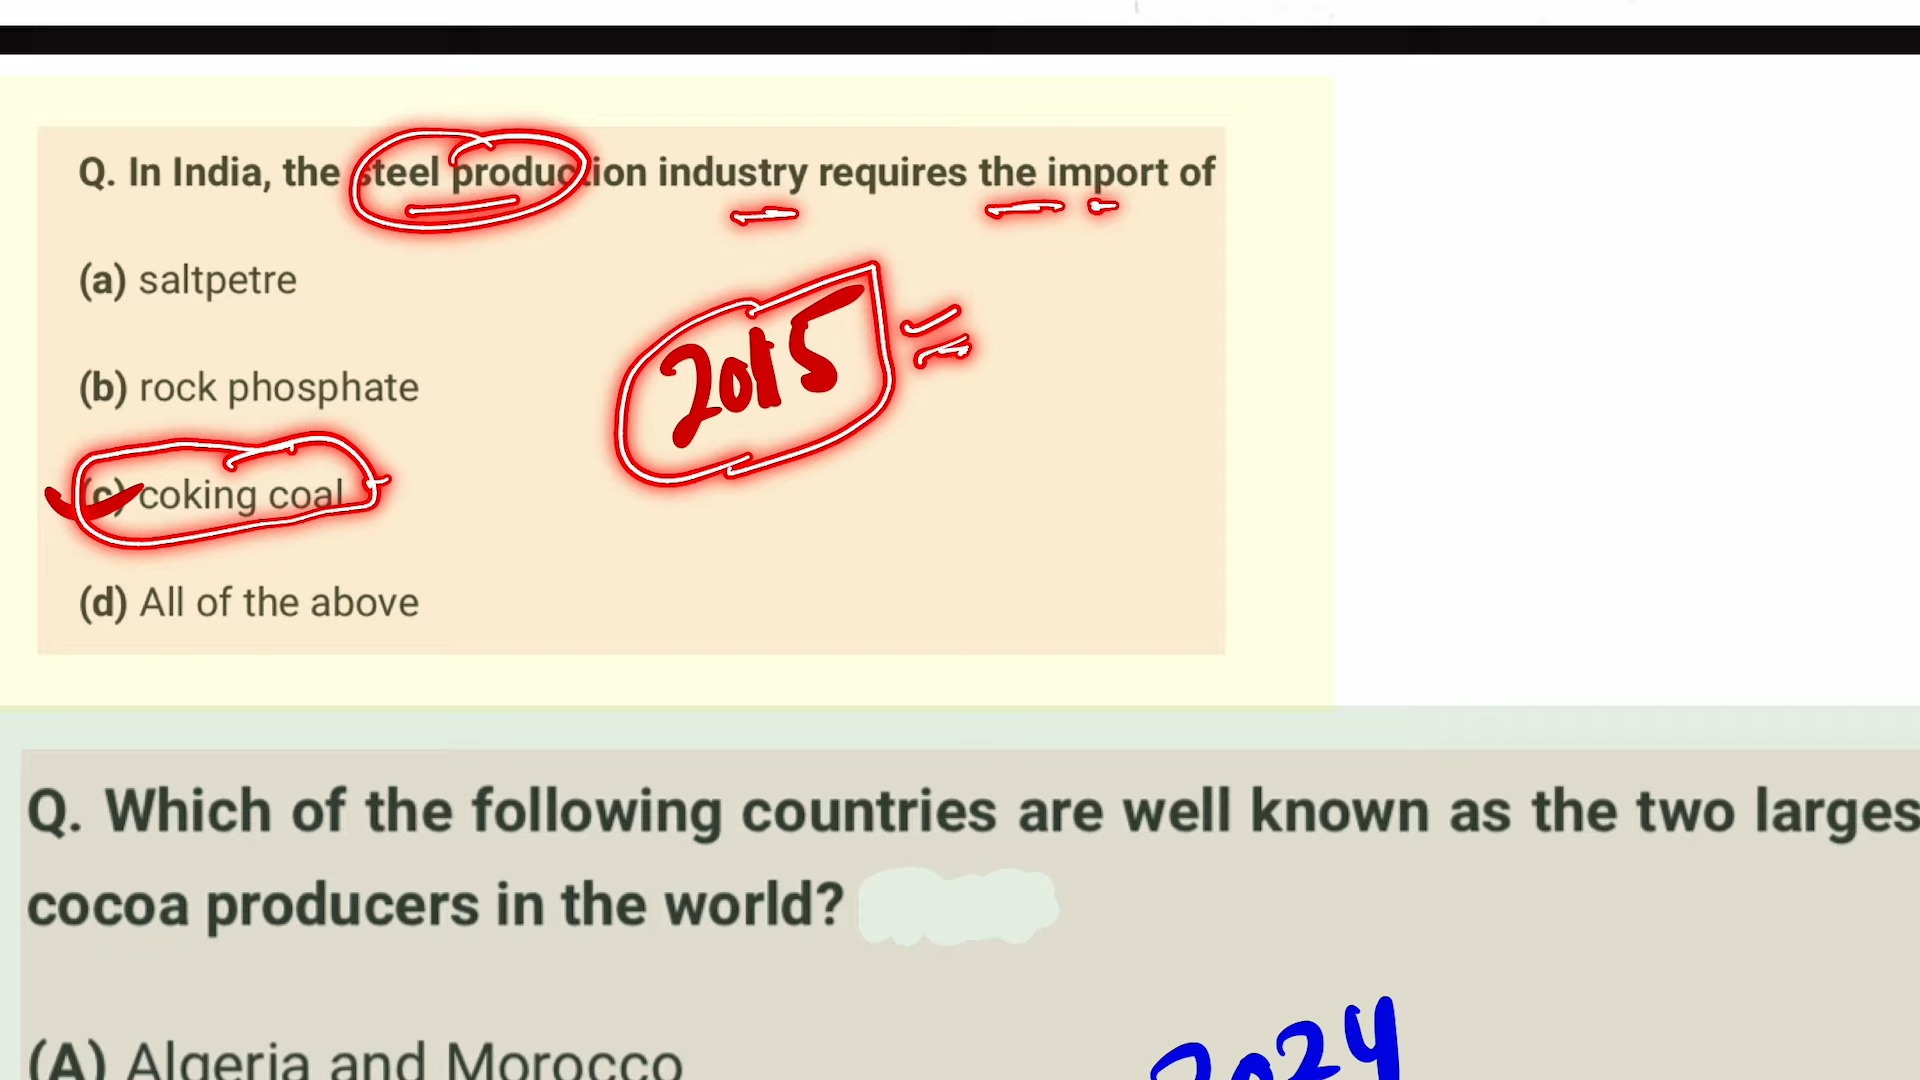 Q. In India, the steel production industry requires the import of
(a) saltpetre
(b) rock phosphate
2015
(c) coking coal
(d) All of the above
Q. Which of the following countries are well known as the two larges
cocoa producers in the world?
(A) Algeria and Morocco
2024